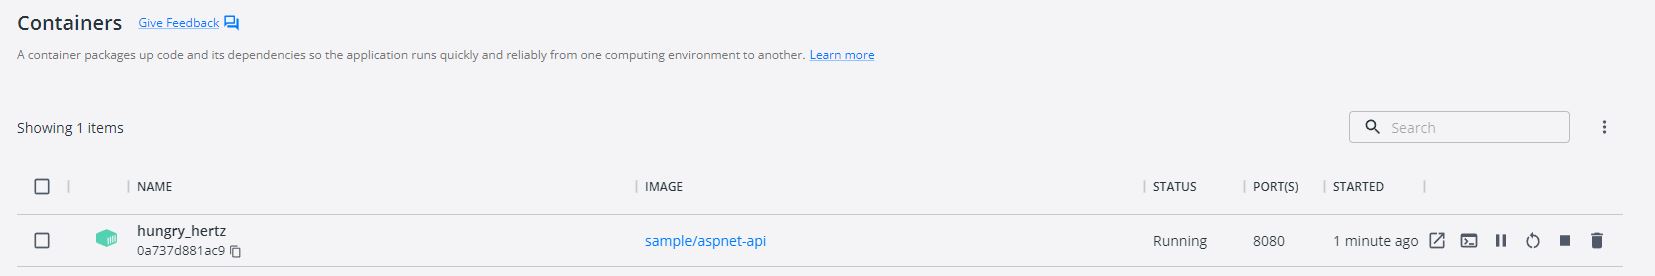 Containers Give Feedback
A container packages up code and its dependencies so the application runs quickly and reliably from one computing environment to another. Learn more
Showing 1 items
Search
NAME IMAGE STATUS PORT(S) STARTED
hungry_hertz
0a737d881ac9
sample/aspnet-api Running 8080 1 minute ago